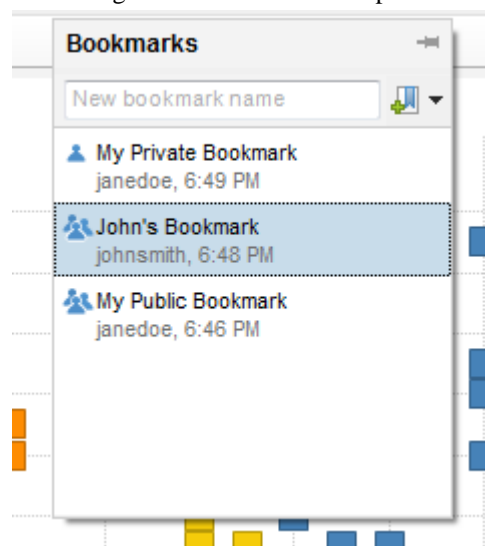 Bookmarks
New bookmark name
My Private Bookmark
janedoe, 6:49 PM
John's Bookmark
johnsmith, 6:48 PM
My Public Bookmark
janedoe, 6:46 PM